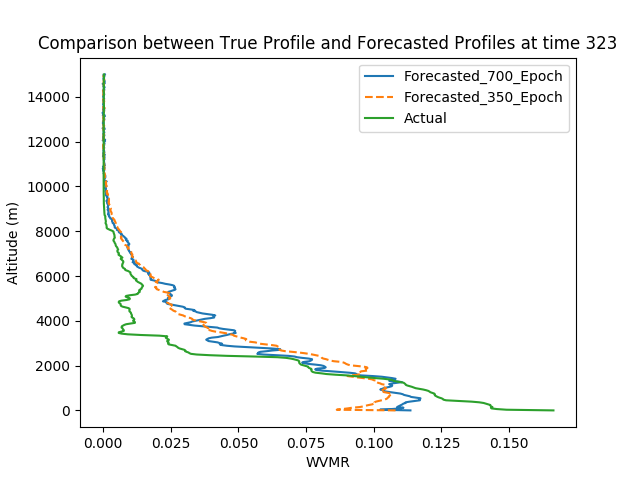 Comparison between True Profile and Forecasted Profiles at time 323
Forecasted_700_Epoch
Forecasted_350_Epoch
Actual
14000
12000
10000
8000
6000
4000
2000
0
Altitude (m)
0.000 0.025 0.050 0.075 0.100 0.125 0.150
WVMR